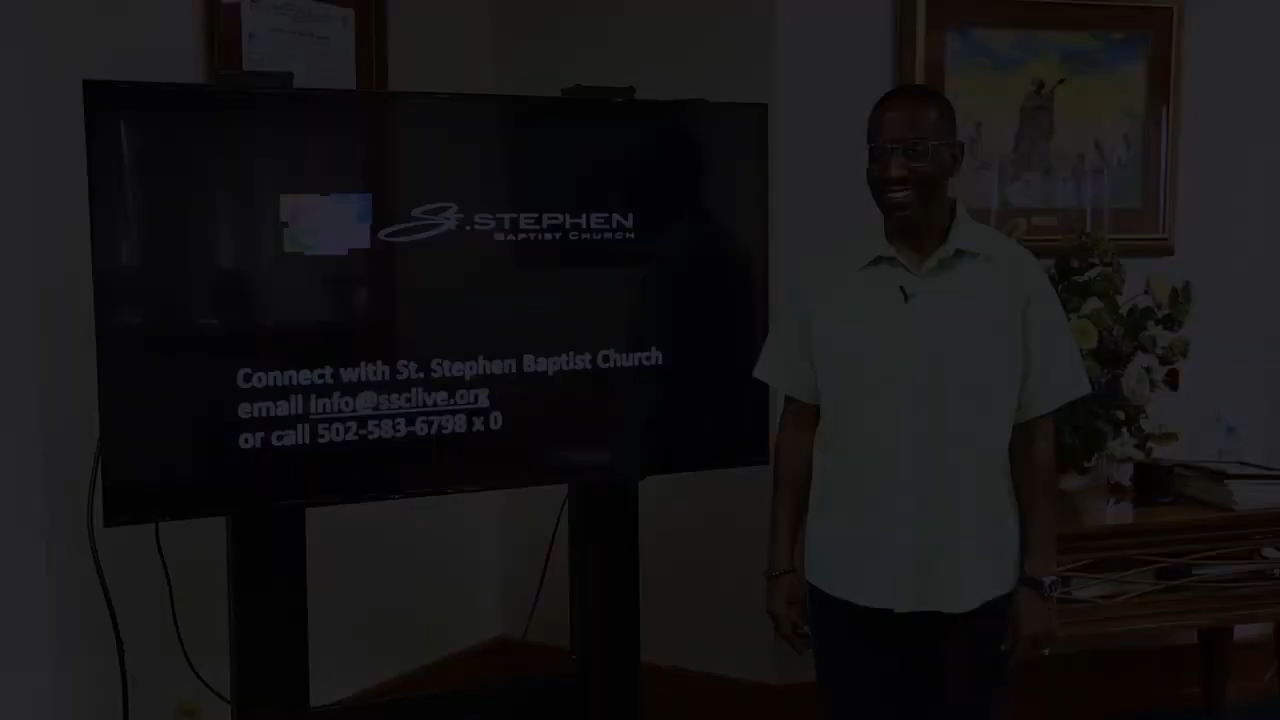 ST. STEPHEN
BAPTIST CHURCH
Connect with St. Stephen Baptist Church
email info@ssclive.org
or call 502-583-6798 x 0